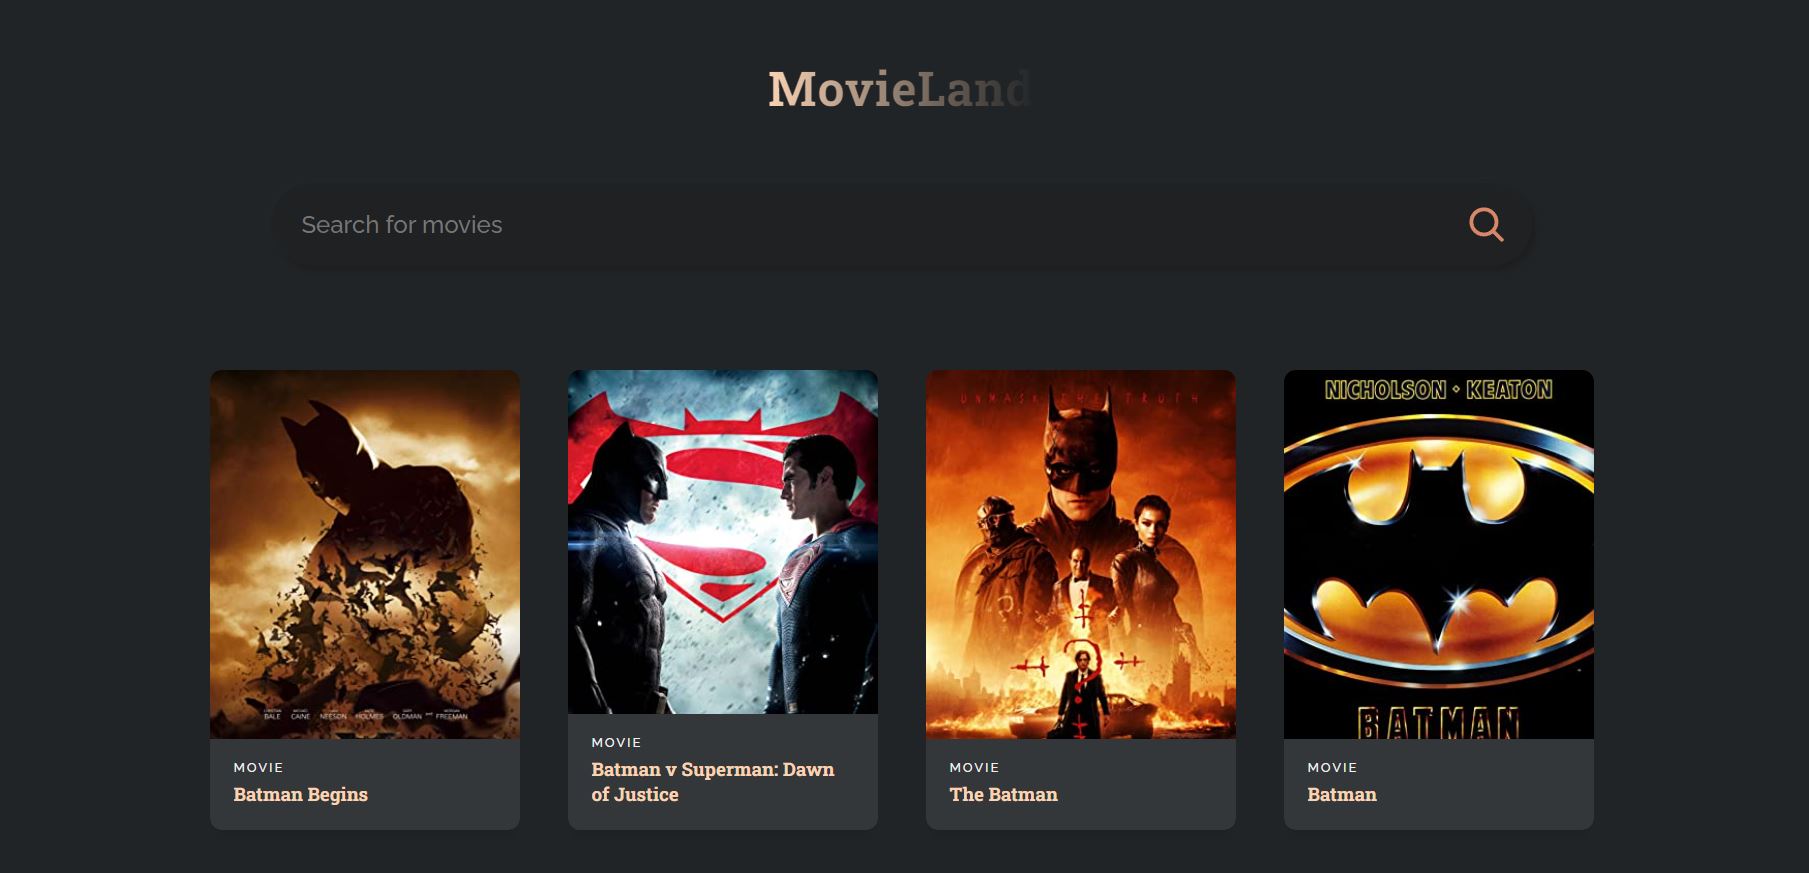 MovieLand
Search for movies
UNMASK THE TRUTH
NICHOLSON • KEATON
BALE CAINE NEESON HOLMES OLDMAN AND FREEMAN
BATMAN
MOVIE
Batman Begins
MOVIE
Batman v Superman: Dawn
of Justice
MOVIE
The Batman
MOVIE
Batman